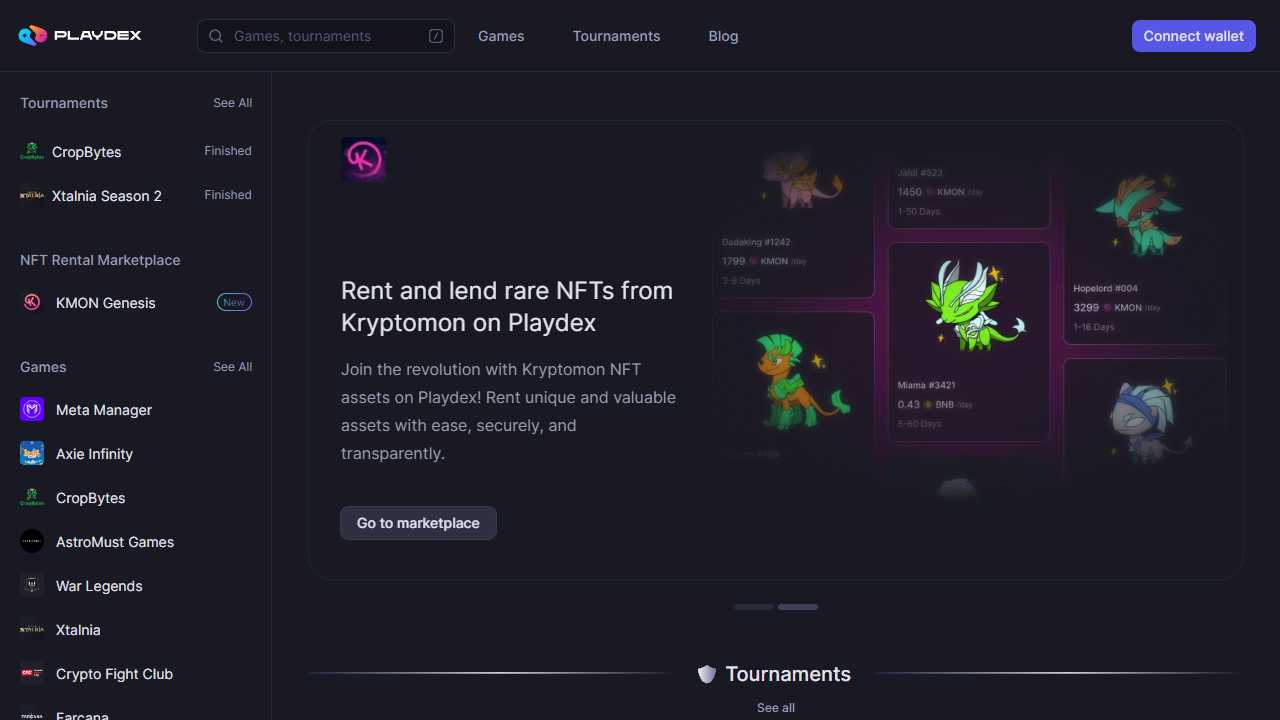 PLAYDEX
Games, tournaments /
Games
Tournaments
Blog
Connect wallet
Tournaments
See All
CropBytes
Finished
Xtalnia Season 2
Finished
NFT Rental Marketplace
KMON Genesis
New
Games
See All
Meta Manager
Axie Infinity
CropBytes
AstroMust Games
War Legends
Xtalnia
Crypto Fight Club
Farcana
K
Rent and lend rare NFTs from
Kryptomon on Playdex
Join the revolution with Kryptomon NFT
assets on Playdex! Rent unique and valuable
assets with ease, securely, and
transparently.
Go to marketplace
Dadaking #1242
1799 KMON /day
3-9 Days
Jaldi #523
1450 KMON /day
1-50 Days
Miama #3421
0.43 BNB /day
5-60 Days
Hopelord #004
3299 KMON /day
1-16 Days
Tournaments
See all